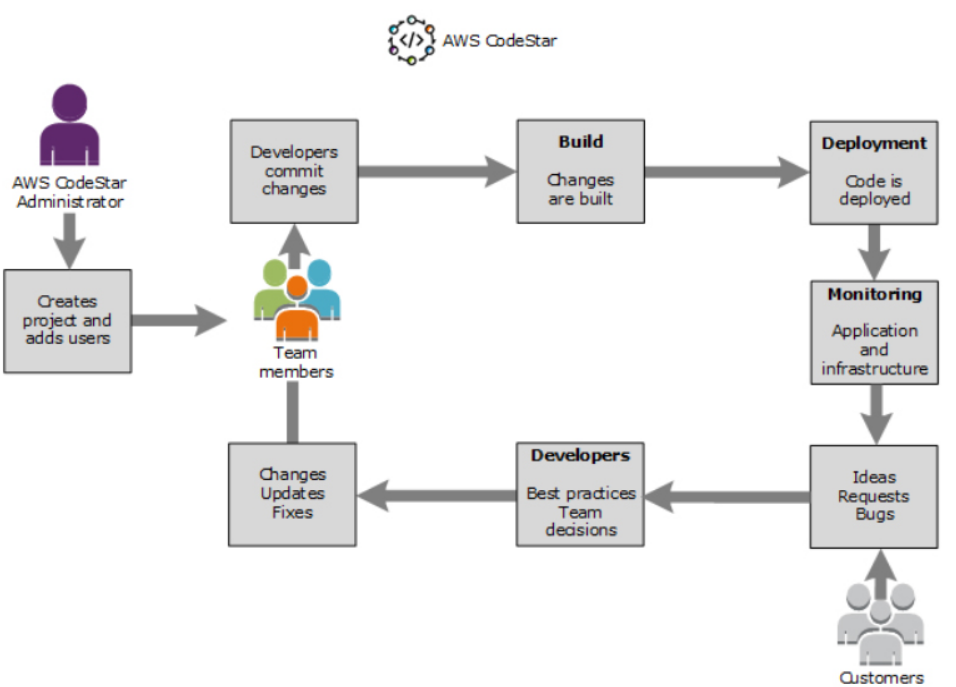 AWS CodeStar
AWS CodeStar
Administrator
Creates
project and
adds users
Team
members
Developers
commit
changes
Build
Changes
are built
Deployment
Code is
deployed
Monitoring
Application
and
infrastructure
Ideas
Requests
Bugs
Customers
Developers
Best practices
Team
decisions
Changes
Updates
Fixes